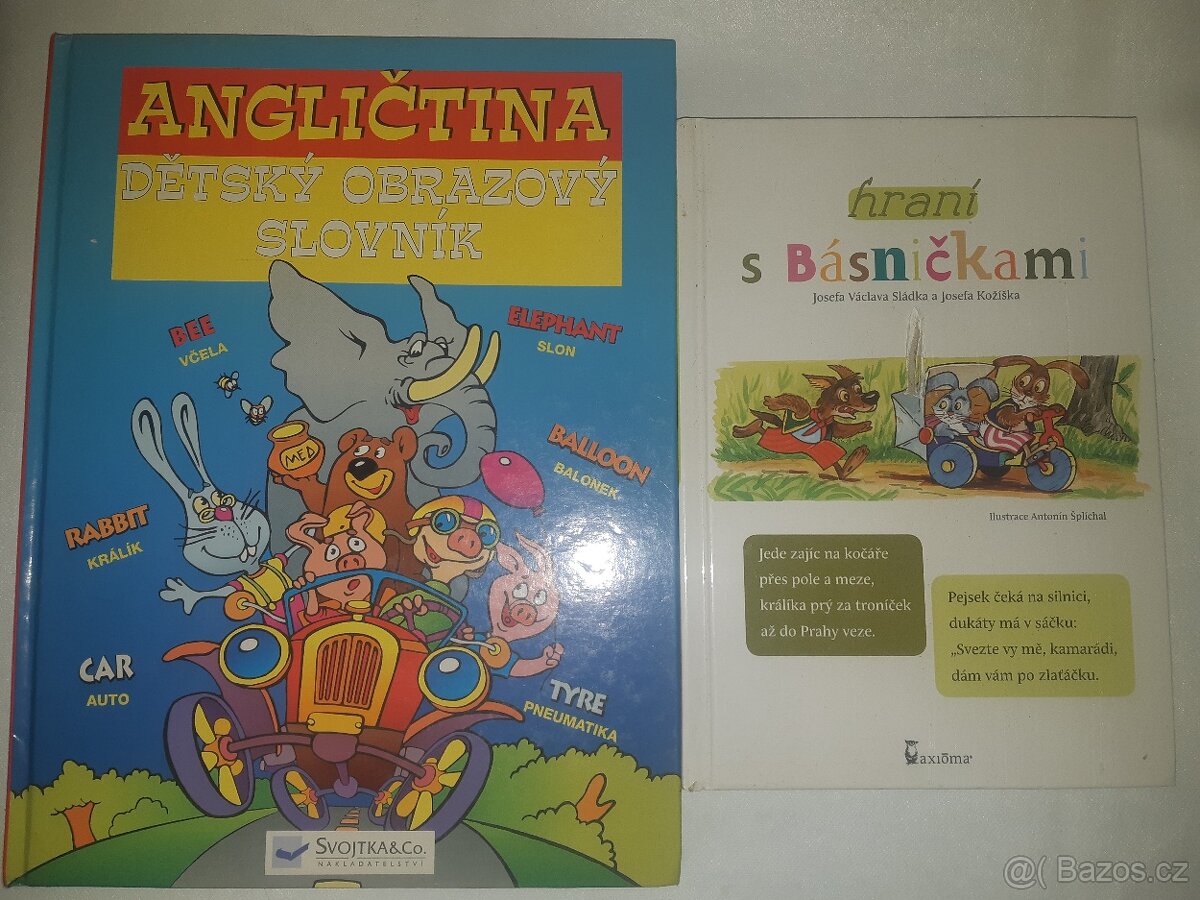 ANGLIČTINA
DĚTSKÝ OBRAZOVÝ
SLOVNÍK
BEE
VČELA
ELEPHANT
SLON
MED
BALLOON
BALONEK
RABBIT
KRÁLÍK
CAR
AUTO
TYRE
PNEUMATIKA
SVOJTKA&CO.
NAKLADATELSTVÍ
hraní
s Básničkami
Josefa Václava Sládka a Josefa Kožíška
Ilustrace Antonín Šplíchal
Jede zajíc na kočáře
přes pole a meze,
králíka prý za troníček
až do Prahy veze.
Pejsek čeká na silnici,
dukáty má v sáčku:
„Svezte vy mě, kamarádi,
dám vám po zlaťáčku.
axióma
@( Bazos.cz